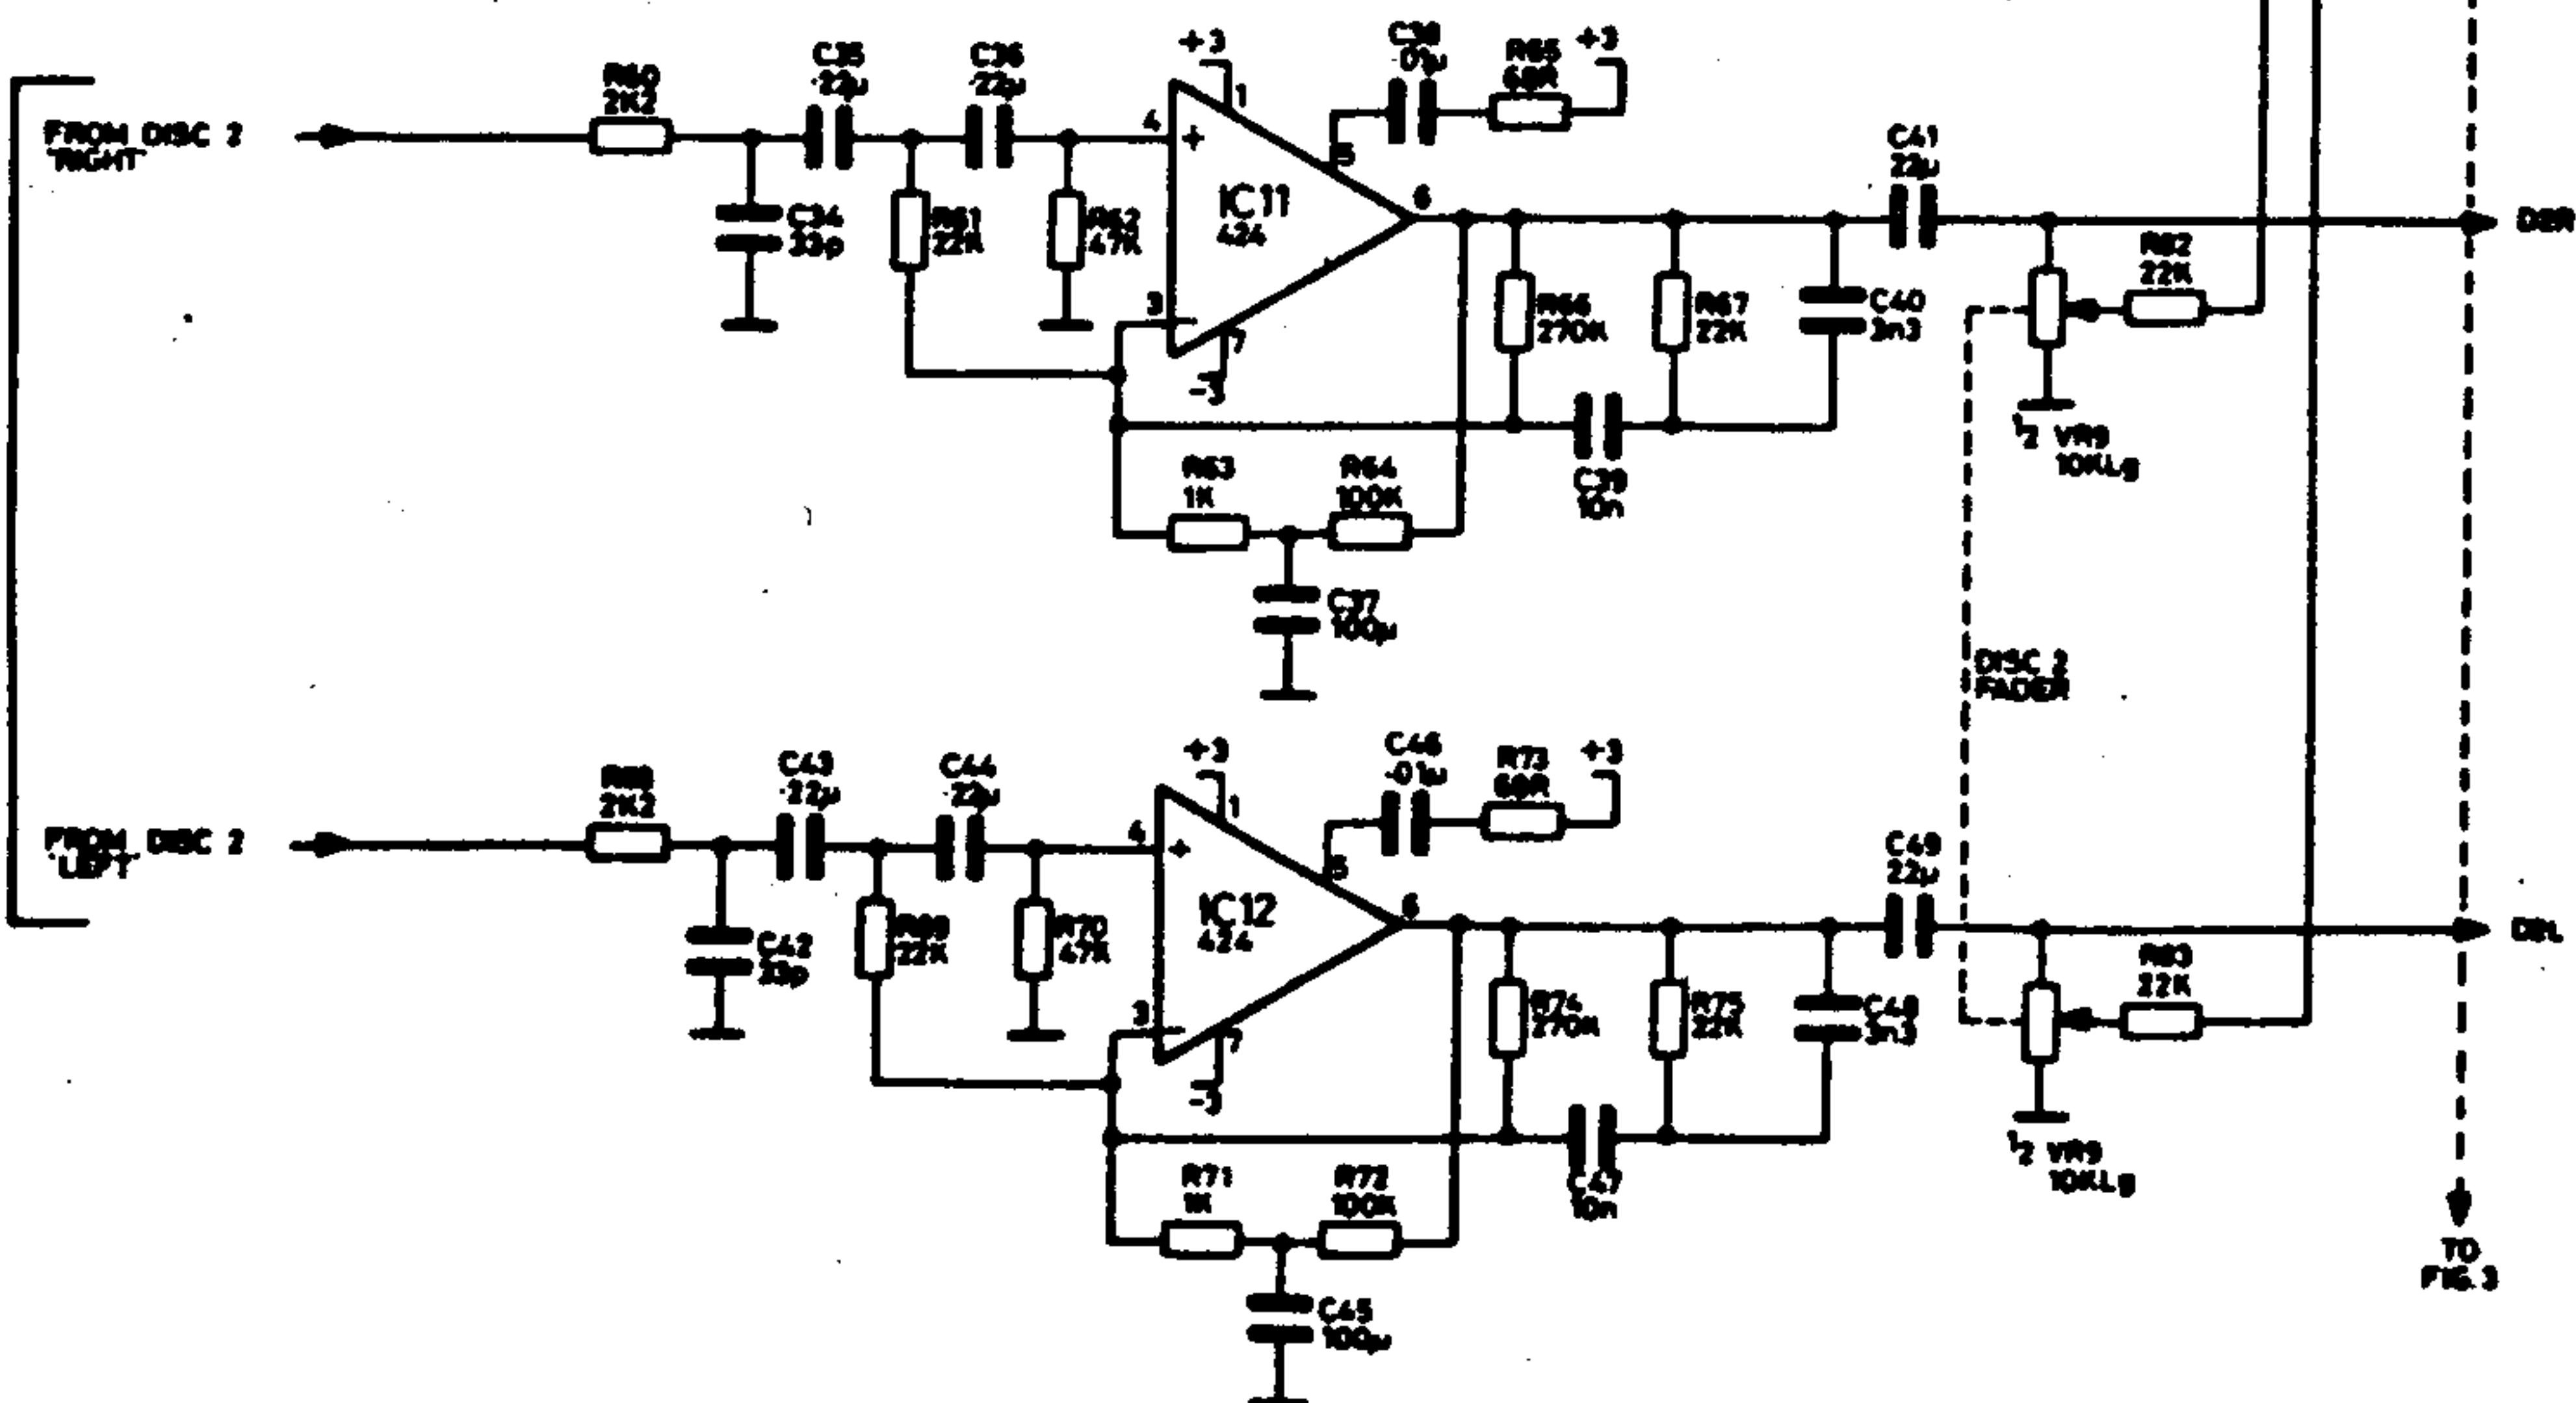 FROM DISC 2
"RIGHT"
R60
2K2
C35
·22μ
C36
·22μ
C34
33p
R61
22K
R62
47K
+3
1
4
+
IC11
424
3
−
7
-3
5
6
C38
·01μ
R65
68R
+3
R66
270K
R67
22K
C40
3n3
C39
10n
R63
1K
R64
100K
C37
100μ
C41
22μ
R82
22K
½ VR9
10KLg
D2R
DISC 2
FADER
FROM DISC 2
"LEFT"
2K2
C43
·22μ
C44
22μ
C42
33p
R69
22K
R70
47K
+3
1
4
+
IC12
424
3
−
7
-3
5
6
C46
·01μ
R73
68R
+3
R74
270K
R75
22K
C48
3n3
C47
10n
R71
1K
R72
100K
C45
100μ
C49
22μ
R83
22K
½ VR9
10KLg
D2L
TO
FIG. 3